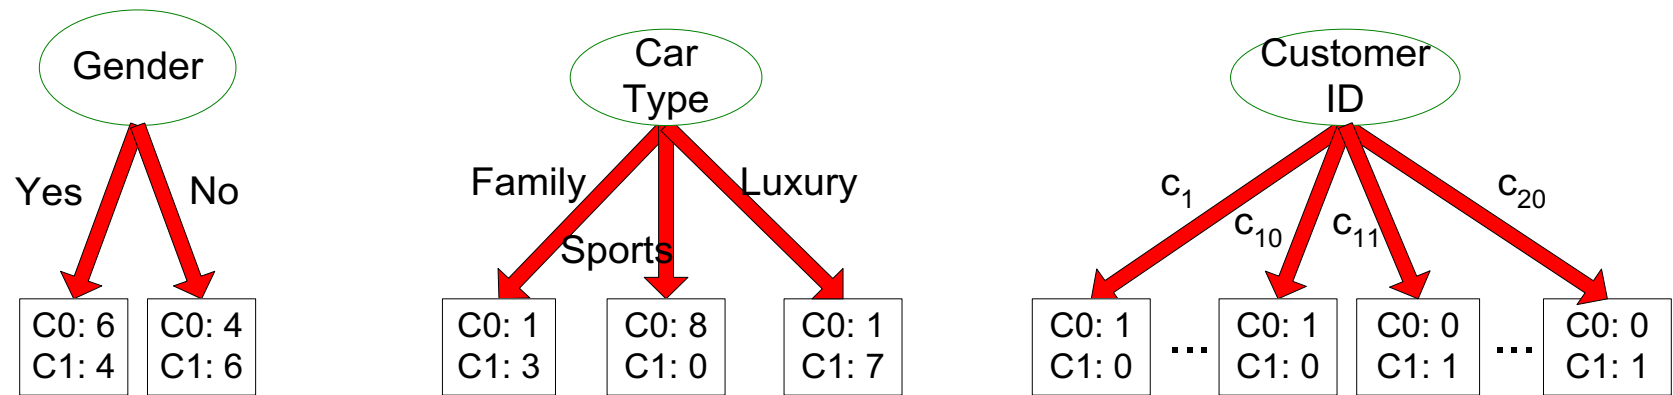 Gender
Yes
No
C0: 6
C1: 4
C0: 4
C1: 6
Car
Type
Family
Sports
Luxury
C0: 1
C1: 3
C0: 8
C1: 0
C0: 1
C1: 7
Customer
ID
c₁
c₁₀
c₁₁
c₂₀
C0: 1
C1: 0
...
C0: 1
C1: 0
C0: 0
C1: 1
...
C0: 0
C1: 1